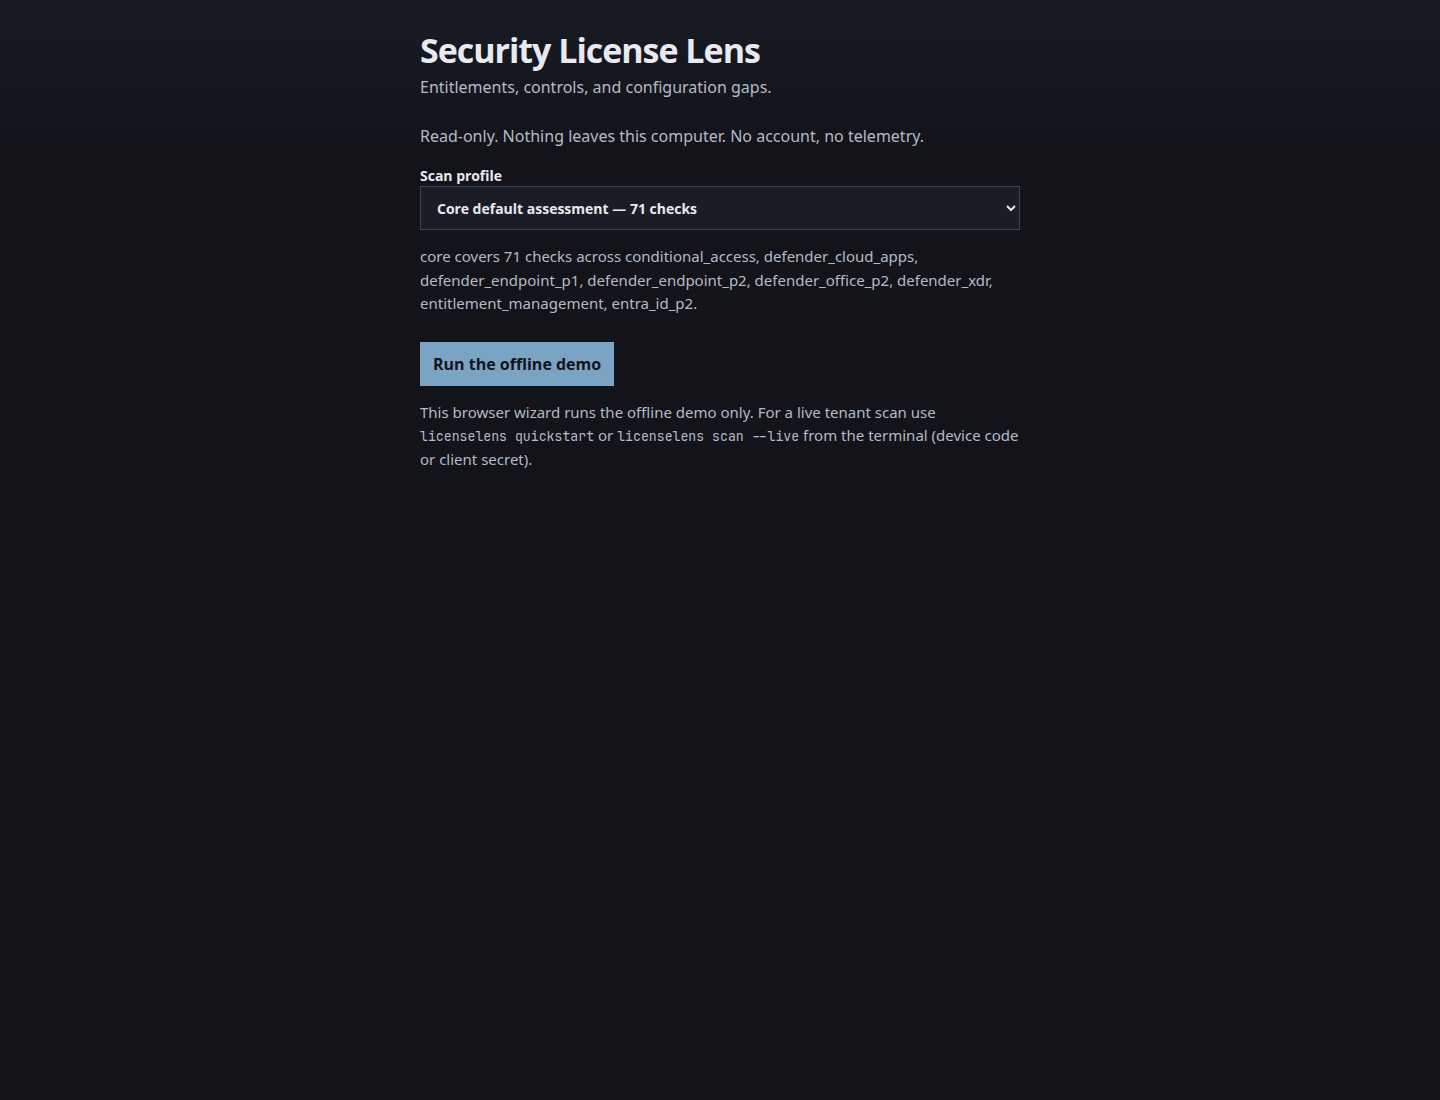 Security License Lens
Entitlements, controls, and configuration gaps.
Read-only. Nothing leaves this computer. No account, no telemetry.
Scan profile
Core default assessment — 71 checks
core covers 71 checks across conditional_access, defender_cloud_apps,
defender_endpoint_p1, defender_endpoint_p2, defender_office_p2, defender_xdr,
entitlement_management, entra_id_p2.
Run the offline demo
This browser wizard runs the offline demo only. For a live tenant scan use
licenselens quickstart or licenselens scan --live from the terminal (device code
or client secret).